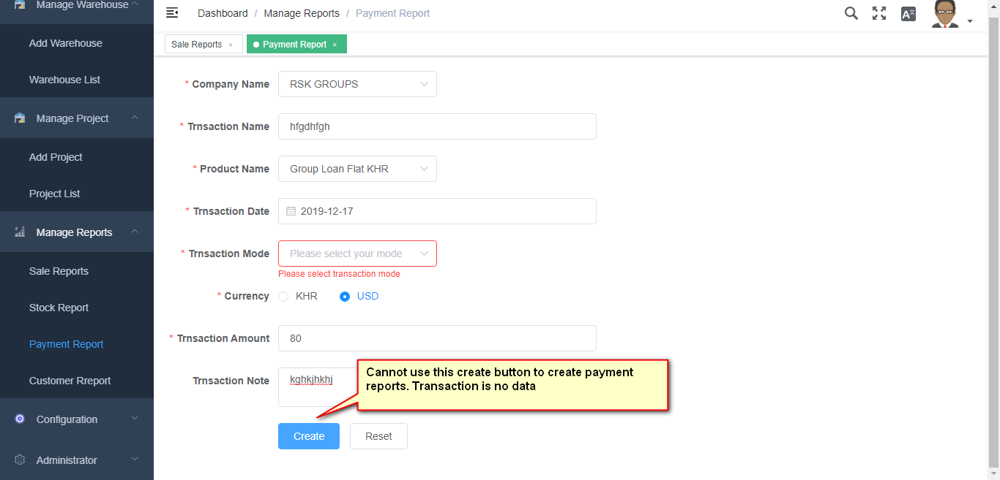 Manage Warehouse
Add Warehouse
Warehouse List
Manage Project
Add Project
Project List
Manage Reports
Sale Reports
Stock Report
Payment Report
Customer Rreport
Configuration
Administrator
Dashboard / Manage Reports / Payment Report
A文
Sale Reports × Payment Report ×
* Company Name RSK GROUPS
* Trnsaction Name hfgdhfgh
* Product Name Group Loan Flat KHR
* Trnsaction Date 2019-12-17
* Trnsaction Mode Please select your mode
Please select transaction mode
* Currency KHR USD
* Trnsaction Amount 80
Trnsaction Note kghkjhkhj
Cannot use this create button to create payment
reports. Transaction is no data
Create Reset